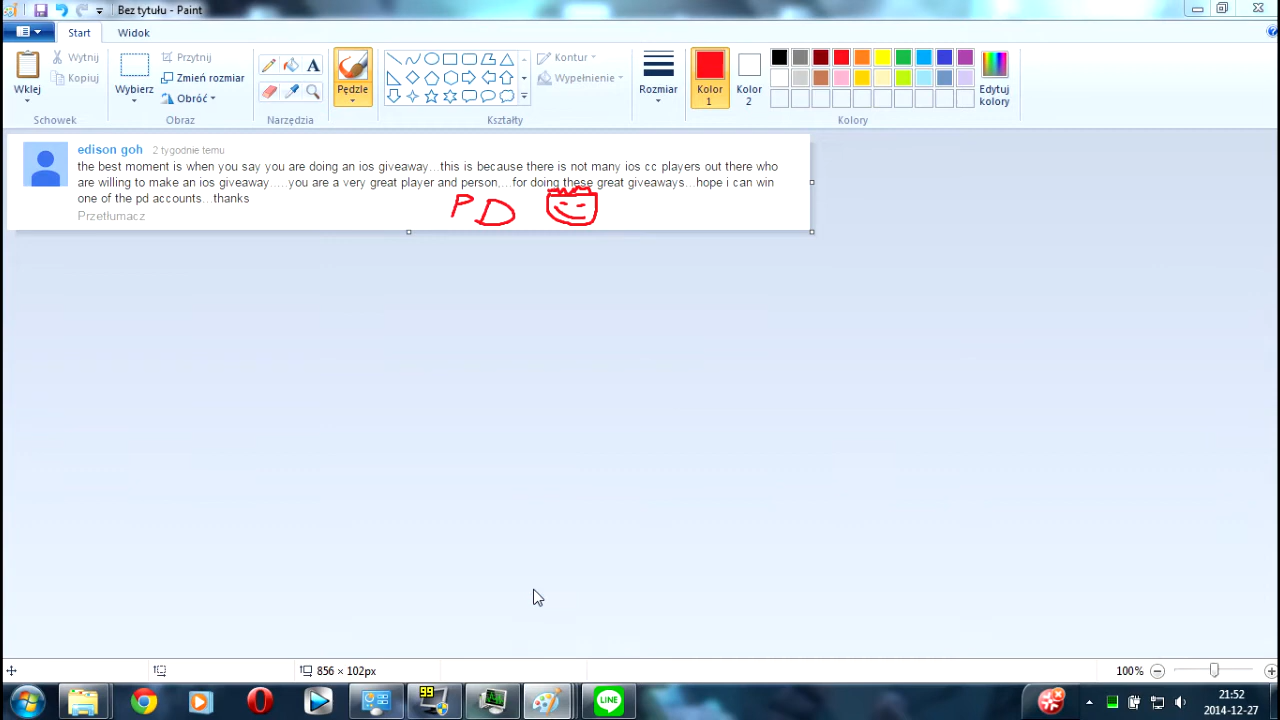 Bez tytułu - Paint
Start Widok
Wklej
Wytnij
Kopiuj
Schowek
Wybierz
Przytnij
Zmień rozmiar
Obróć
Obraz
A
Narzędzia
Pędzle
Kształty
Kontur
Wypełnienie
Rozmiar
Kolor
1
Kolor
2
Edytuj
kolory
Kolory
edison goh 2 tygodnie temu
the best moment is when you say you are doing an ios giveaway...this is because there is not many ios cc players out there who
are willing to make an ios giveaway.....you are a very great player and person,...for doing these great giveaways...hope i can win
one of the pd accounts...thanks
Przetłumacz
PD
856 × 102px
100%
99
LINE
21:52
2014-12-27